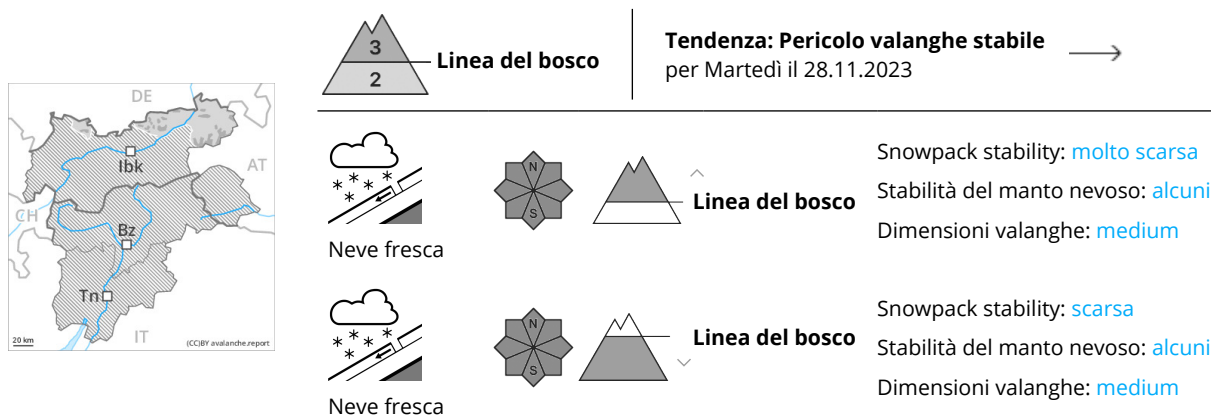 DE
Ibk
AT
CH
Bz
Tn
IT
20 km
(CC)BY avalanche.report
3
2
Linea del bosco
Tendenza: Pericolo valanghe stabile
per Martedì il 28.11.2023
Neve fresca
N
S
Linea del bosco
Snowpack stability: molto scarsa
Stabilità del manto nevoso: alcuni
Dimensioni valanghe: medium
Neve fresca
N
S
Linea del bosco
Snowpack stability: scarsa
Stabilità del manto nevoso: alcuni
Dimensioni valanghe: medium